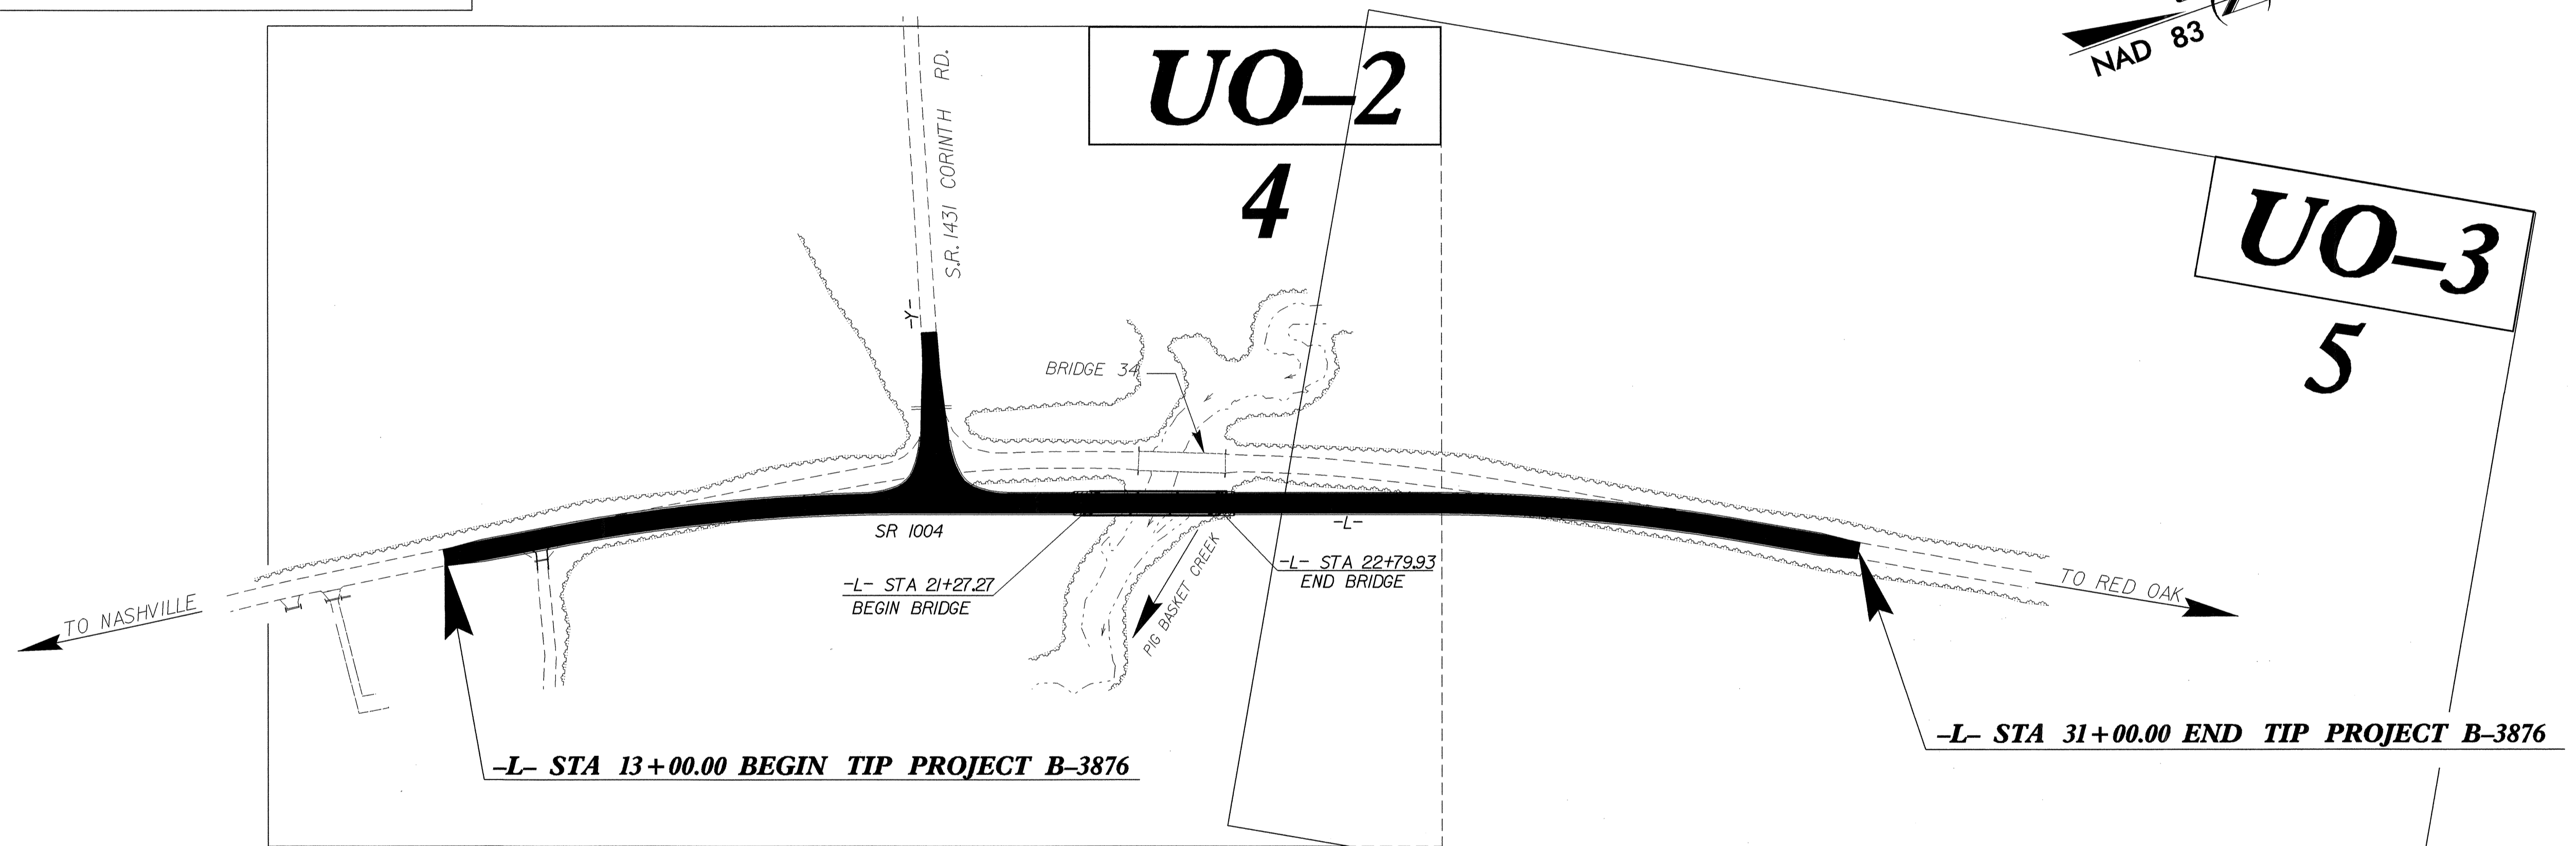 NAD 83
UO–2
4
UO–3
5
S.R. 1431 CORINTH RD.
-Y-
BRIDGE 34
SR 1004
-L-
-L- STA 21+27.27
BEGIN BRIDGE
-L- STA 22+79.93
END BRIDGE
PIG BASKET CREEK
TO NASHVILLE
TO RED OAK
–L– STA 13+00.00 BEGIN TIP PROJECT B–3876
–L– STA 31+00.00 END TIP PROJECT B–3876